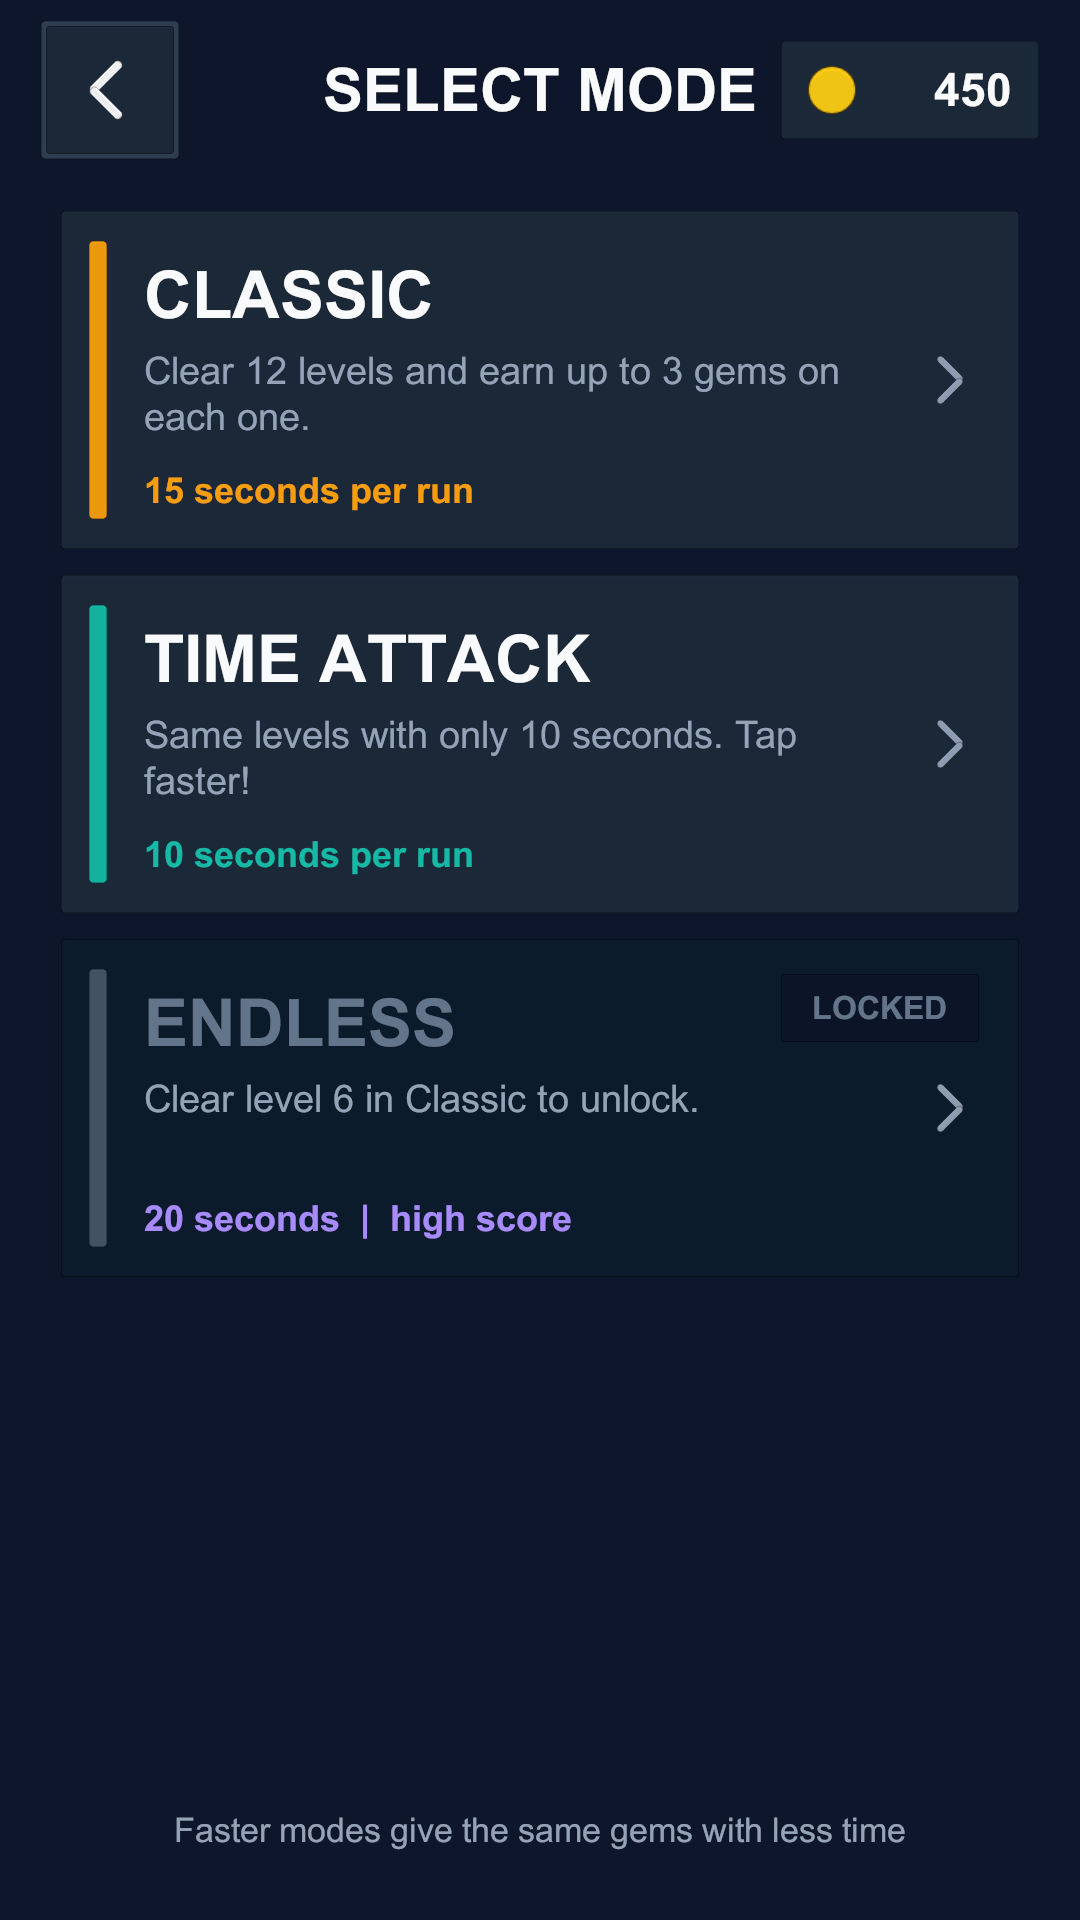 SELECT MODE
450
CLASSIC
Clear 12 levels and earn up to 3 gems on
each one.
15 seconds per run
TIME ATTACK
Same levels with only 10 seconds. Tap
faster!
10 seconds per run
ENDLESS
LOCKED
Clear level 6 in Classic to unlock.
20 seconds | high score
Faster modes give the same gems with less time